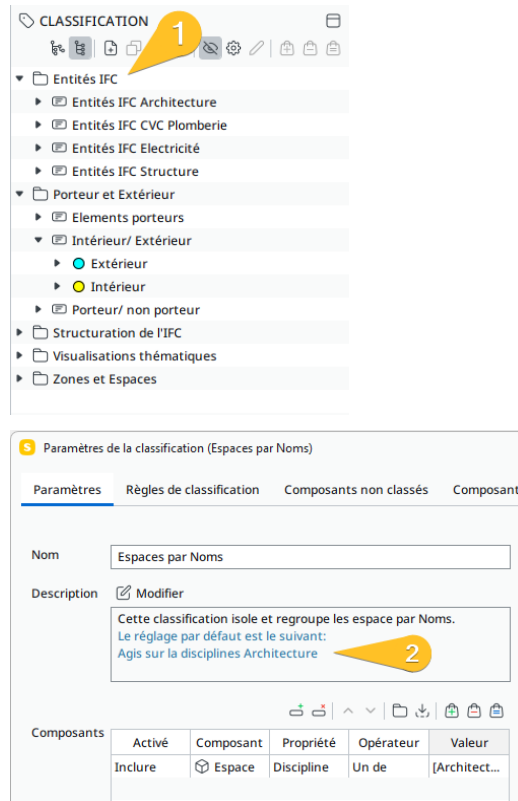 CLASSIFICATION
1
Entités IFC
Entités IFC Architecture
Entités IFC CVC Plomberie
Entités IFC Electricité
Entités IFC Structure
Porteur et Extérieur
Elements porteurs
Intérieur/ Extérieur
Extérieur
Intérieur
Porteur/ non porteur
Structuration de l'IFC
Visualisations thématiques
Zones et Espaces
S Paramètres de la classification (Espaces par Noms)
Paramètres Règles de classification Composants non classés Composant
Nom Espaces par Noms
Description Modifier
Cette classification isole et regroupe les espace par Noms.
Le réglage par défaut est le suivant:
Agis sur la disciplines Architecture 2
Composants
Activé Composant Propriété Opérateur Valeur
Inclure Espace Discipline Un de [Architect...